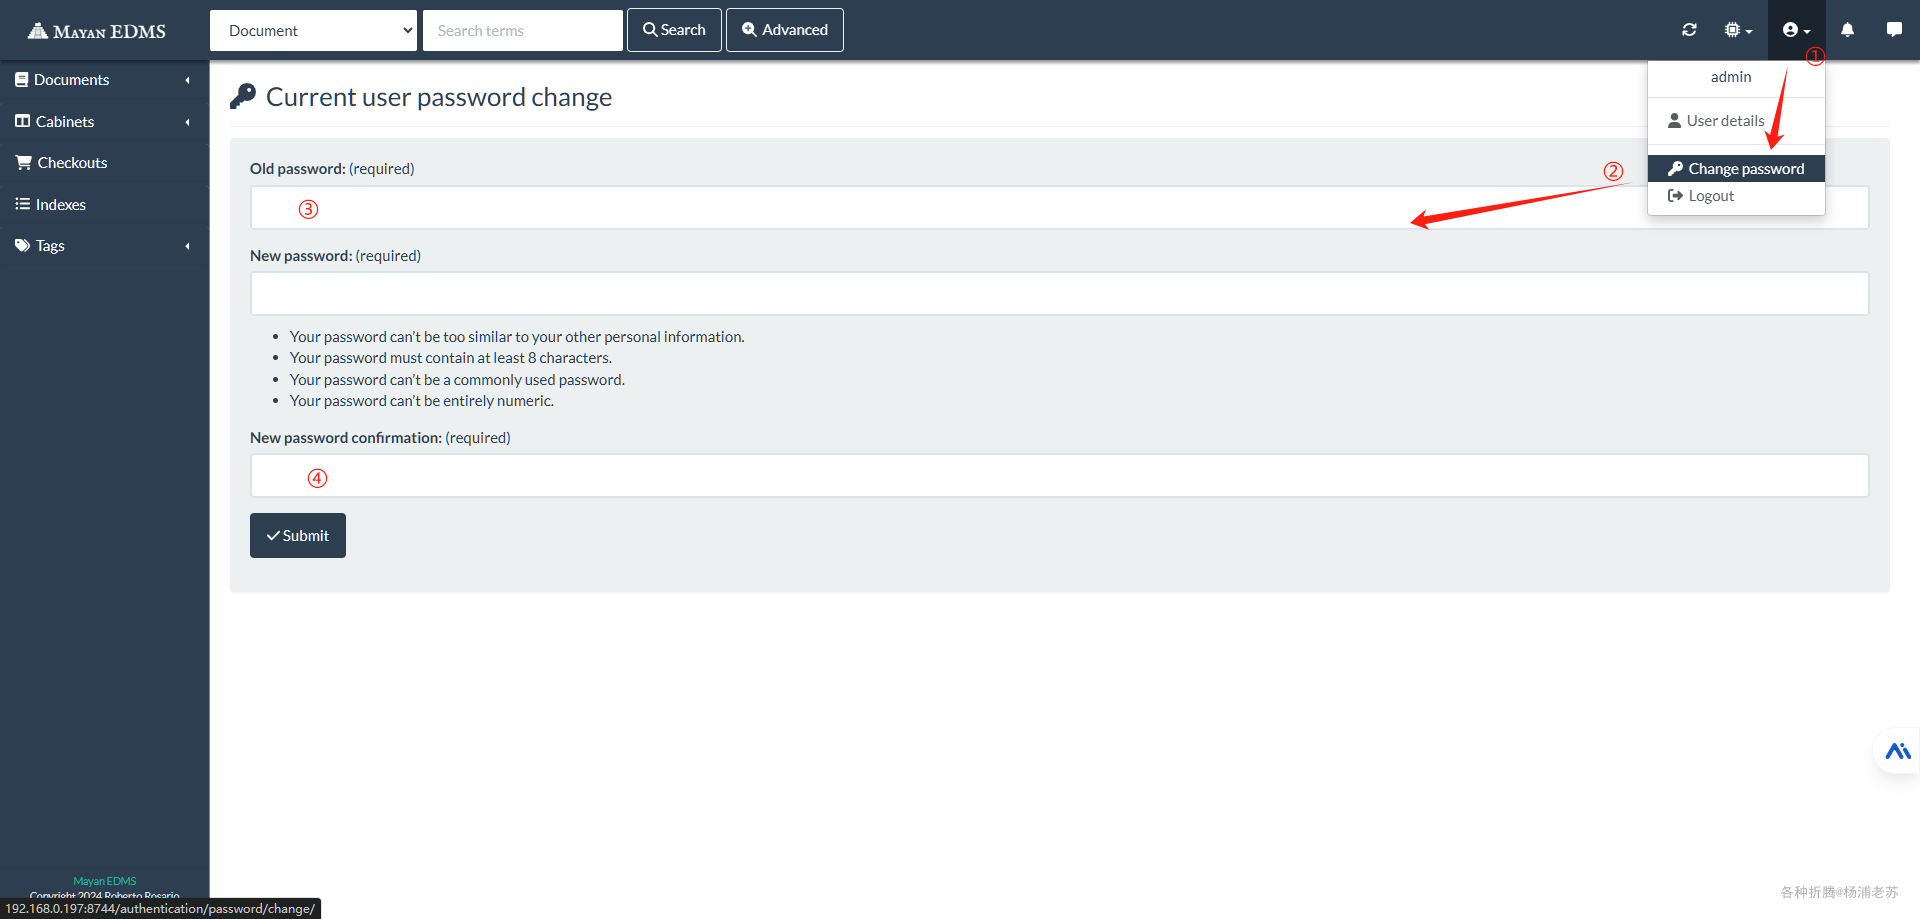 Mayan EDMS
Document
Search terms
Search
Advanced
①
admin
User details
Change password
Logout
Documents
Cabinets
Checkouts
Indexes
Tags
Current user password change
Old password: (required)
②
③
New password: (required)
Your password can’t be too similar to your other personal information.
Your password must contain at least 8 characters.
Your password can’t be a commonly used password.
Your password can’t be entirely numeric.
New password confirmation: (required)
④
Submit
Mayan EDMS
Copyright 2024 Roberto Rosario
192.168.0.197:8744/authentication/password/change/
各种折腾@杨浦老苏